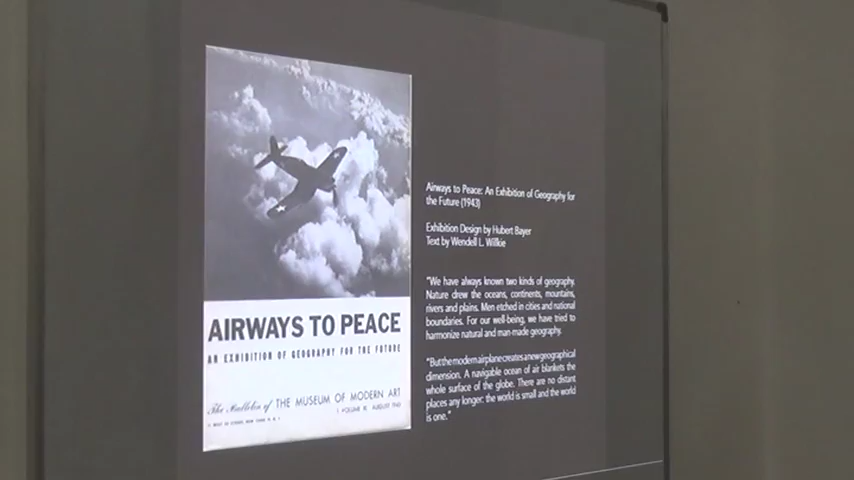 AIRWAYS TO PEACE
AN EXHIBITION OF GEOGRAPHY FOR THE FUTURE
The Bulletin of THE MUSEUM OF MODERN ART
VOLUME XI, AUGUST 1943
Airways to Peace: An Exhibition of Geography for
the Future (1943)
Exhibition Design by Hubert Bayer
Text by Wendell L. Willkie
"We have always known two kinds of geography.
Nature drew the oceans, continents, mountains,
rivers and plains. Men etched in cities and national
boundaries. For our well-being, we have tried to
harmonize natural and man-made geography.
"But the modern airplane creates a new geographical
dimension. A navigable ocean of air blankets the
whole surface of the globe. There are no distant
places any longer: the world is small and the world
is one."